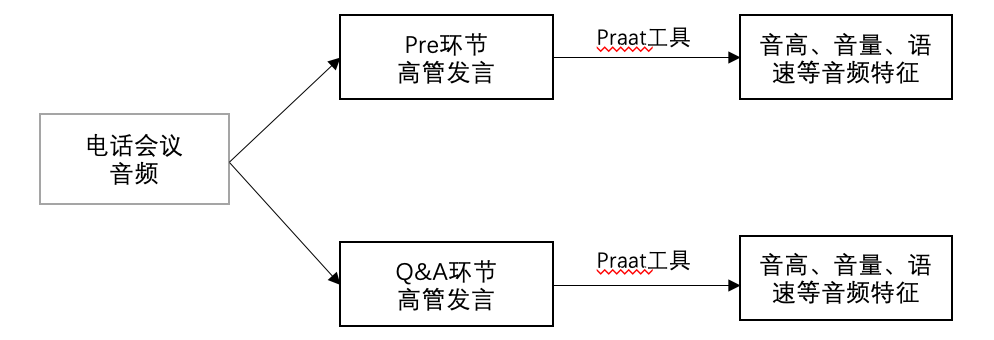 电话会议
音频
Pre环节
高管发言
Praat工具
音高、音量、语
速等音频特征
Q&A环节
高管发言
Praat工具
音高、音量、语
速等音频特征